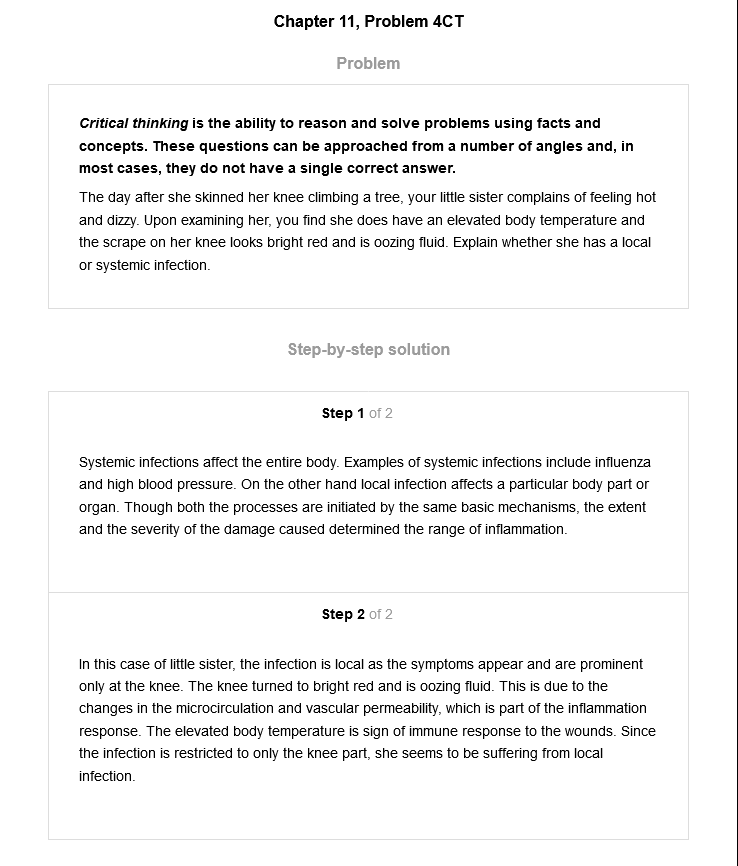 Chapter 11, Problem 4CT
Problem
Critical thinking is the ability to reason and solve problems using facts and
concepts. These questions can be approached from a number of angles and, in
most cases, they do not have a single correct answer.
The day after she skinned her knee climbing a tree, your little sister complains of feeling hot
and dizzy. Upon examining her, you find she does have an elevated body temperature and
the scrape on her knee looks bright red and is oozing fluid. Explain whether she has a local
or systemic infection.
Step-by-step solution
Step 1 of 2
Systemic infections affect the entire body. Examples of systemic infections include influenza
and high blood pressure. On the other hand local infection affects a particular body part or
organ. Though both the processes are initiated by the same basic mechanisms, the extent
and the severity of the damage caused determined the range of inflammation.
Step 2 of 2
In this case of little sister, the infection is local as the symptoms appear and are prominent
only at the knee. The knee turned to bright red and is oozing fluid. This is due to the
changes in the microcirculation and vascular permeability, which is part of the inflammation
response. The elevated body temperature is sign of immune response to the wounds. Since
the infection is restricted to only the knee part, she seems to be suffering from local
infection.